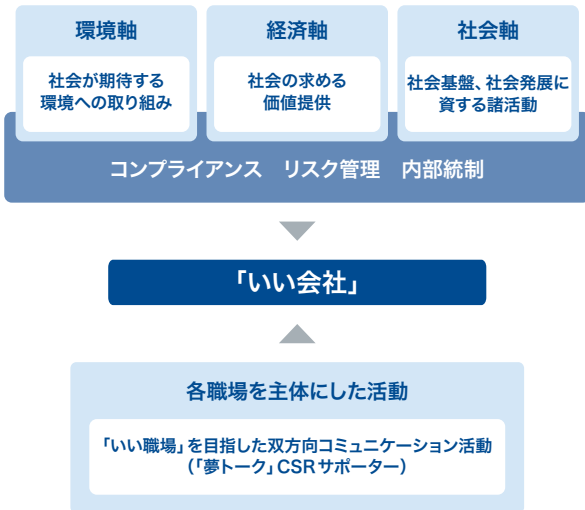 環境軸
社会が期待する
環境への取り組み
経済軸
社会の求める
価値提供
社会軸
社会基盤、社会発展に
資する諸活動
コンプライアンス　リスク管理　内部統制
「いい会社」
各職場を主体にした活動
「いい職場」を目指した双方向コミュニケーション活動
（「夢トーク」CSRサポーター）